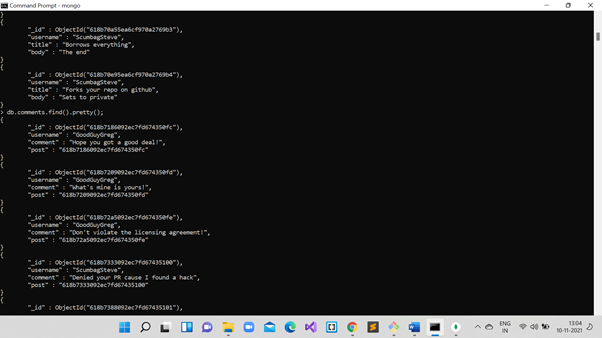 Command Prompt - mongo
}
{
"_id" : ObjectId("618b70a55ea6cf970a2769b3"),
"username" : "ScumbagSteve",
"title" : "Borrows everything",
"body" : "The end"
}
{
"_id" : ObjectId("618b70e95ea6cf970a2769b4"),
"username" : "ScumbagSteve",
"title" : "Forks your repo on github",
"body" : "Sets to private"
}
> db.comments.find().pretty();
{
"_id" : ObjectId("618b7186092ec7fd674350fc"),
"username" : "GoodGuyGreg",
"comment" : "Hope you got a good deal!",
"post" : "618b7186092ec7fd674350fc"
}
{
"_id" : ObjectId("618b7209092ec7fd674350fd"),
"username" : "GoodGuyGreg",
"comment" : "What's mine is yours!",
"post" : "618b7209092ec7fd674350fd"
}
{
"_id" : ObjectId("618b72a5092ec7fd674350fe"),
"username" : "GoodGuyGreg",
"comment" : "Don't violate the licensing agreement!",
"post" : "618b72a5092ec7fd674350fe"
}
{
"_id" : ObjectId("618b7333092ec7fd67435100"),
"username" : "ScumbagSteve",
"comment" : "Denied your PR cause I found a hack",
"post" : "618b7333092ec7fd67435100"
}
{
"_id" : ObjectId("618b7388092ec7fd67435101"),
ENG
IN
13:04
10-11-2021